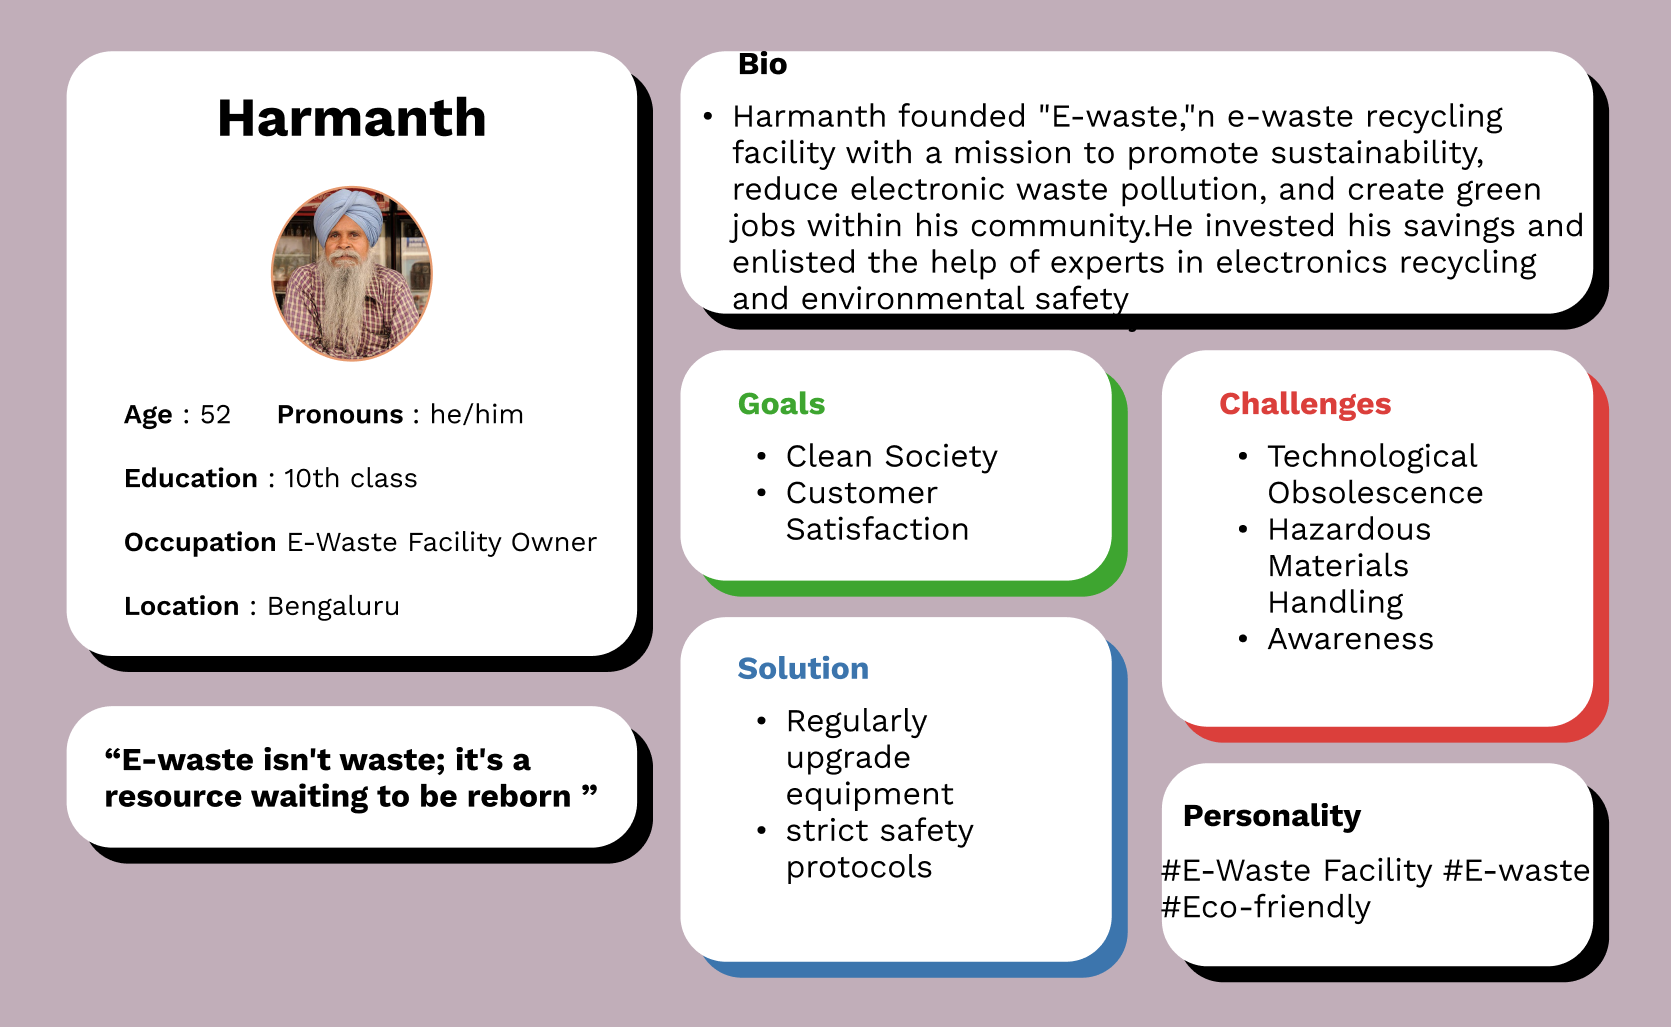 Harmanth
Age : 52 Pronouns : he/him
Education : 10th class
Occupation E-Waste Facility Owner
Location : Bengaluru
“E-waste isn't waste; it's a
resource waiting to be reborn ”
Bio
• Harmanth founded "E-waste,"n e-waste recycling
facility with a mission to promote sustainability,
reduce electronic waste pollution, and create green
jobs within his community.He invested his savings and
enlisted the help of experts in electronics recycling
and environmental safety
Goals
• Clean Society
• Customer
Satisfaction
Solution
• Regularly
upgrade
equipment
• strict safety
protocols
Challenges
• Technological
Obsolescence
• Hazardous
Materials
Handling
• Awareness
Personality
#E-Waste Facility #E-waste
#Eco-friendly